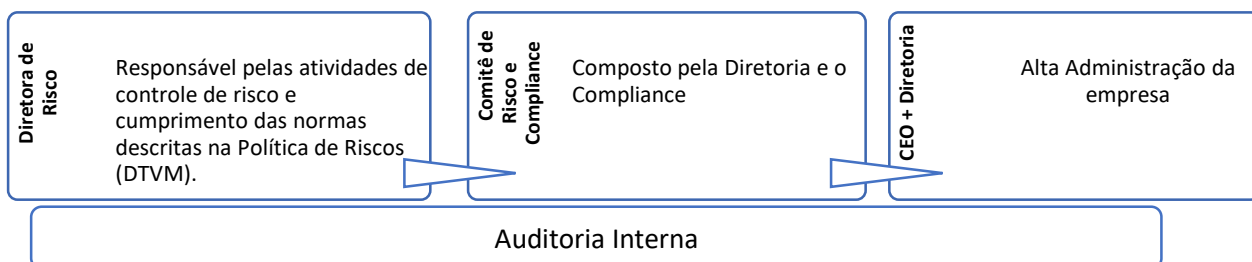 Diretora de
Risco
Responsável pelas atividades de
controle de risco e
cumprimento das normas
descritas na Política de Riscos
(DTVM).
Comitê de
Risco e
Compliance
Composto pela Diretoria e o
Compliance
CEO + Diretoria
Alta Administração da
empresa
Auditoria Interna